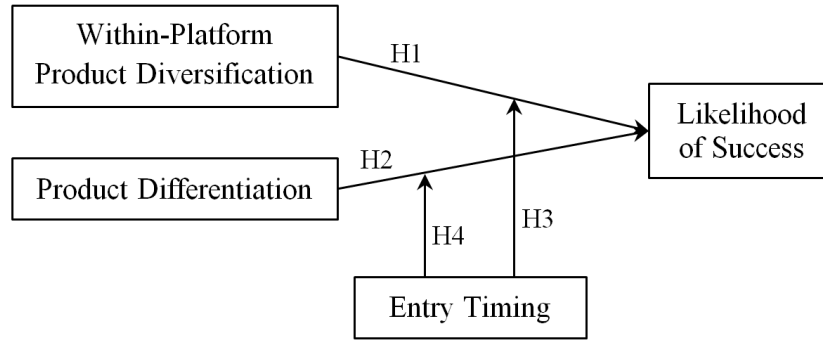 Within-Platform
Product Diversification
H1
Likelihood
of Success
H2
Product Differentiation
H4
H3
Entry Timing